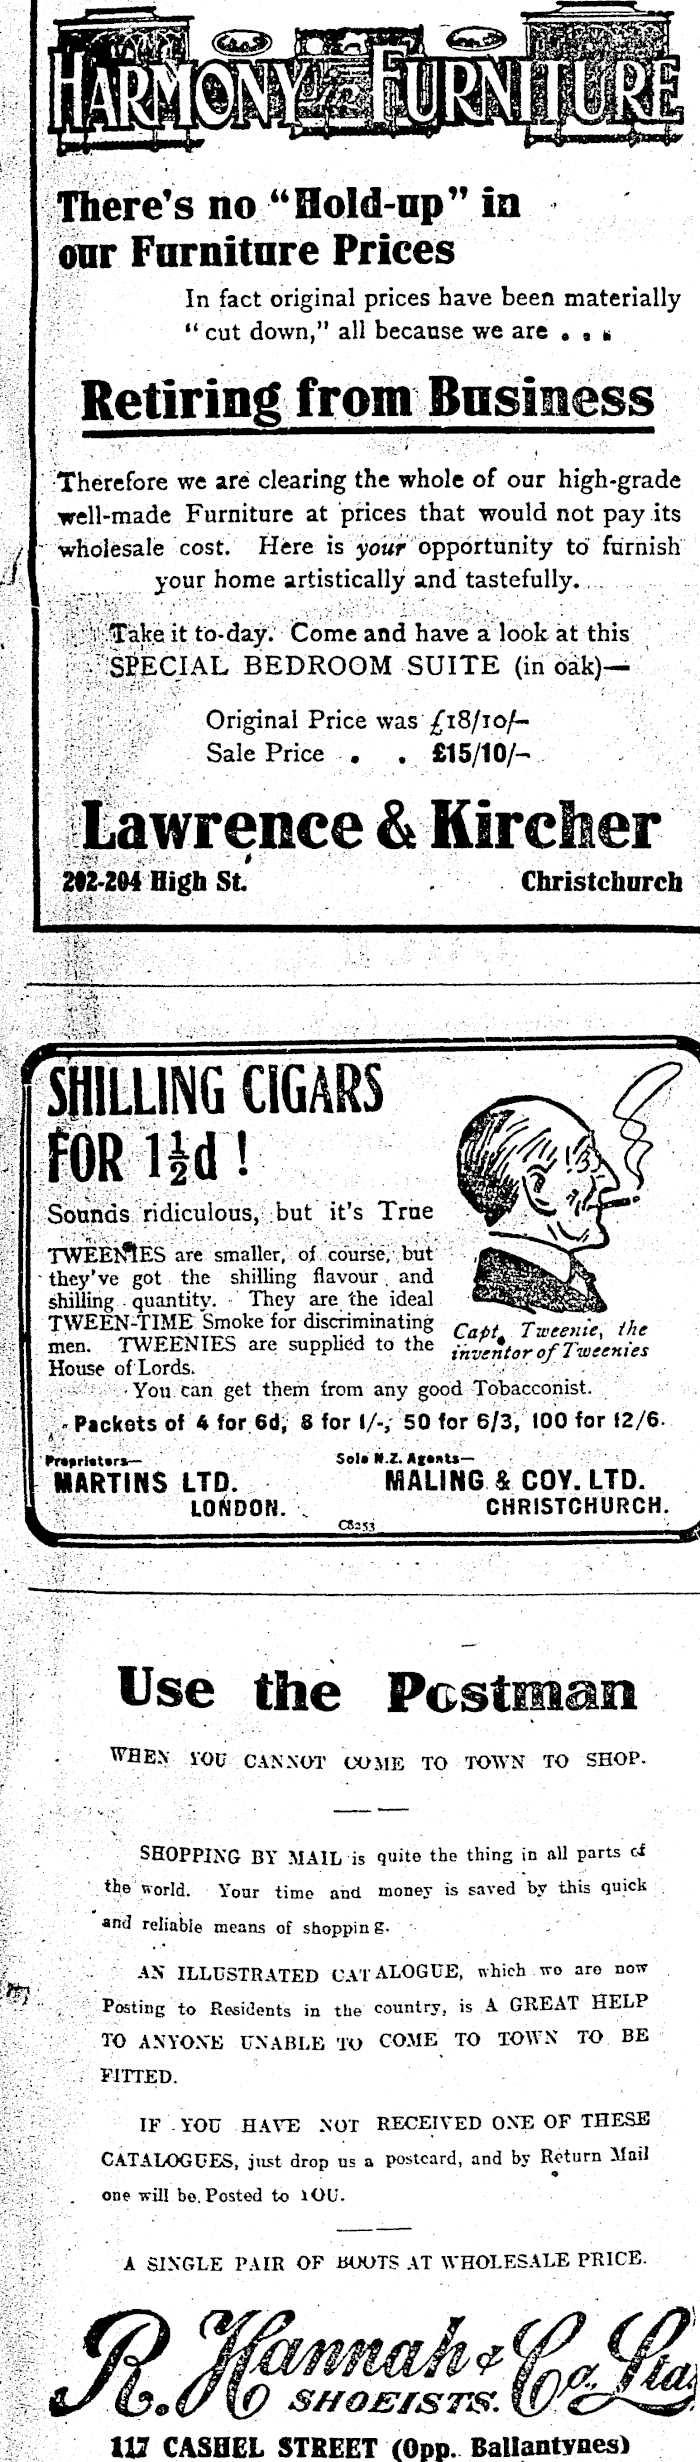 HARMONY FURNITURE
There's no "Hold-up" in
our Furniture Prices
In fact original prices have been materially
"cut down," all because we are . . .
Retiring from Business
Therefore we are clearing the whole of our high-grade
well-made Furniture at prices that would not pay its
wholesale cost. Here is your opportunity to furnish
your home artistically and tastefully.
Take it to-day. Come and have a look at this
SPECIAL BEDROOM SUITE (in oak)—
Original Price was £18/10/-
Sale Price . . £15/10/-
Lawrence & Kircher
202-204 High St. Christchurch
SHILLING CIGARS
FOR 1½d !
Sounds ridiculous, but it's True
TWEENIES are smaller, of course, but
they've got the shilling flavour and
shilling quantity. They are the ideal
TWEEN-TIME Smoke for discriminating
men. TWEENIES are supplied to the
House of Lords.
Capt. Tweenie, the
inventor of Tweenies
You can get them from any good Tobacconist.
Packets of 4 for 6d, 8 for 1/-, 50 for 6/3, 100 for 12/6.
Proprietors— Sole N.Z. Agents—
MARTINS LTD. MALING & COY. LTD.
LONDON. CHRISTCHURCH.
C8253
Use the Postman
WHEN YOU CANNOT COME TO TOWN TO SHOP.
SHOPPING BY MAIL is quite the thing in all parts of
the world. Your time and money is saved by this quick
and reliable means of shopping.
AN ILLUSTRATED CATALOGUE, which we are now
Posting to Residents in the country, is A GREAT HELP
TO ANYONE UNABLE TO COME TO TOWN TO BE
FITTED.
IF YOU HAVE NOT RECEIVED ONE OF THESE
CATALOGUES, just drop us a postcard, and by Return Mail
one will be Posted to YOU.
A SINGLE PAIR OF BOOTS AT WHOLESALE PRICE.
R. Hannah & Co. Ltd.
SHOEISTS.
117 CASHEL STREET (Opp. Ballantynes)